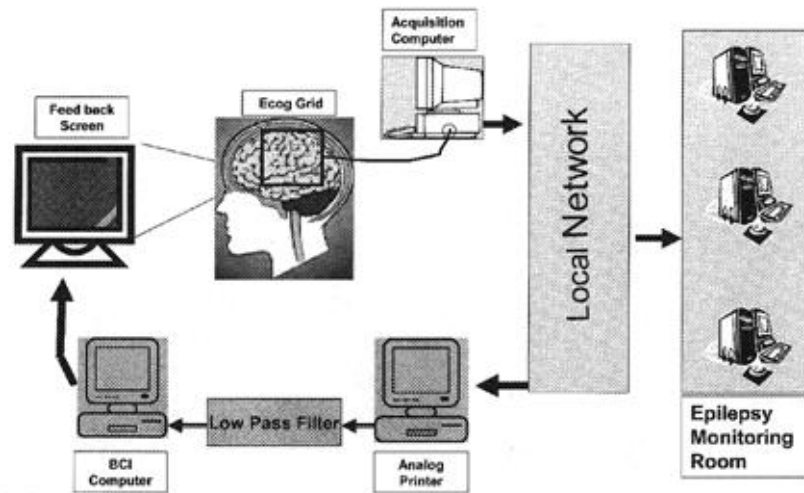 Acquisition
Computer
Feed back
Screen
Ecog Grid
Local Network
Low Pass Filter
BCI
Computer
Analog
Printer
Epilepsy
Monitoring
Room